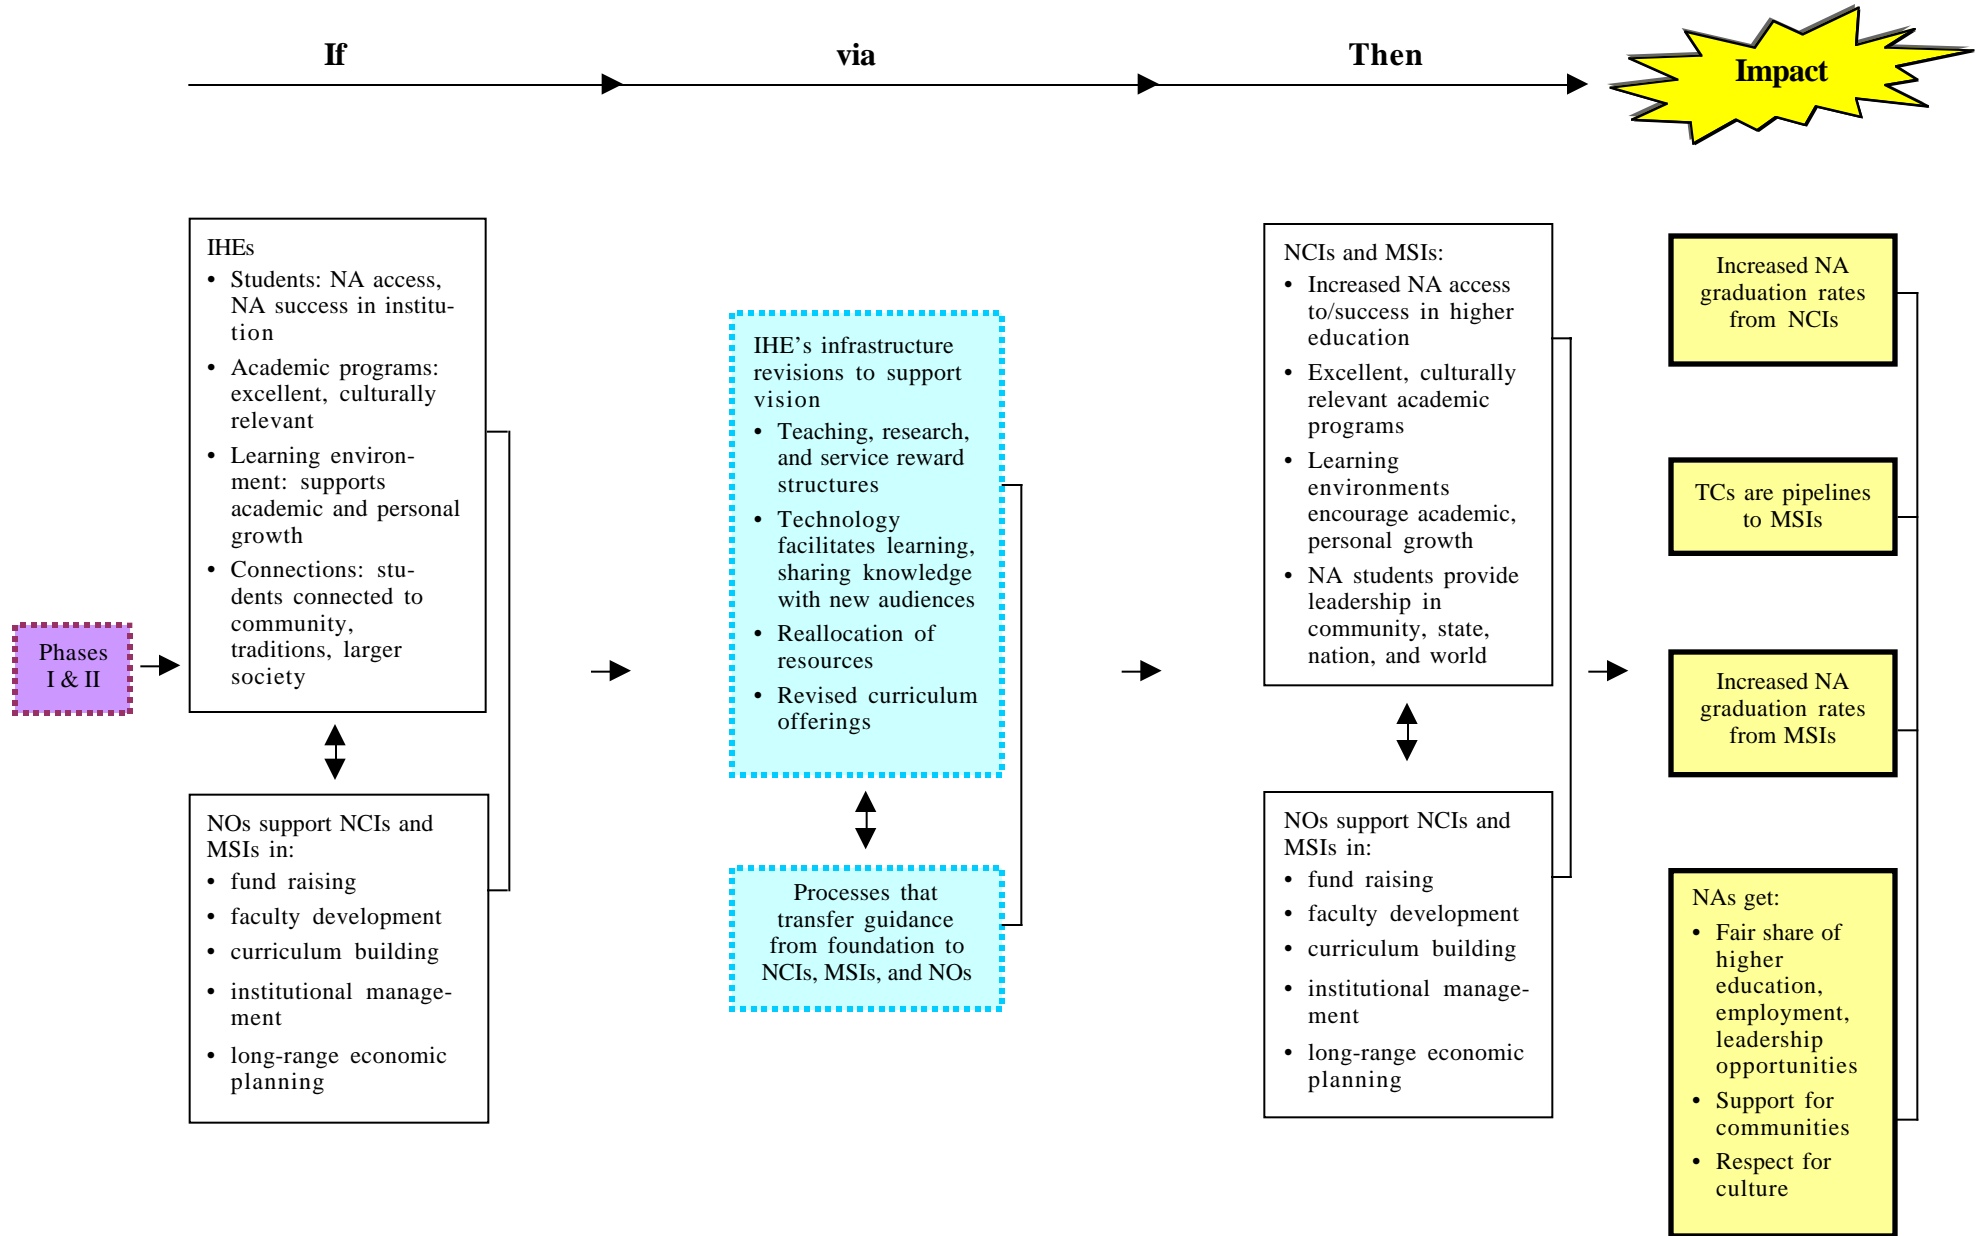 If
via
Then
Impact
Phases
I & II
IHEs
• Students: NA access,
NA success in institu-
tion
• Academic programs:
excellent, culturally
relevant
• Learning environ-
ment: supports
academic and personal
growth
• Connections: stu-
dents connected to
community,
traditions, larger
society
NOs support NCIs and
MSIs in:
• fund raising
• faculty development
• curriculum building
• institutional manage-
ment
• long-range economic
planning
IHE’s infrastructure
revisions to support
vision
• Teaching, research,
and service reward
structures
• Technology
facilitates learning,
sharing knowledge
with new audiences
• Reallocation of
resources
• Revised curriculum
offerings
Processes that
transfer guidance
from foundation to
NCIs, MSIs, and NOs
NCIs and MSIs:
• Increased NA access
to/success in higher
education
• Excellent, culturally
relevant academic
programs
• Learning
environments
encourage academic,
personal growth
• NA students provide
leadership in
community, state,
nation, and world
NOs support NCIs and
MSIs in:
• fund raising
• faculty development
• curriculum building
• institutional manage-
ment
• long-range economic
planning
Increased NA
graduation rates
from NCIs
TCs are pipelines
to MSIs
Increased NA
graduation rates
from MSIs
NAs get:
• Fair share of
higher
education,
employment,
leadership
opportunities
• Support for
communities
• Respect for
culture